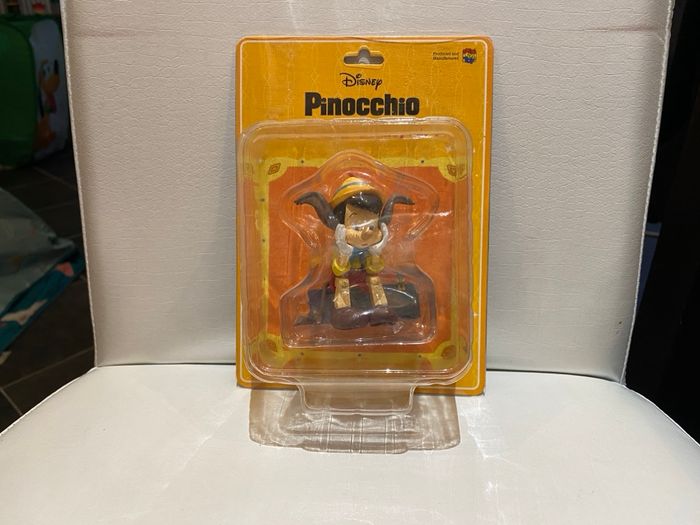 Disney
Pinocchio
Produced and
Manufactured